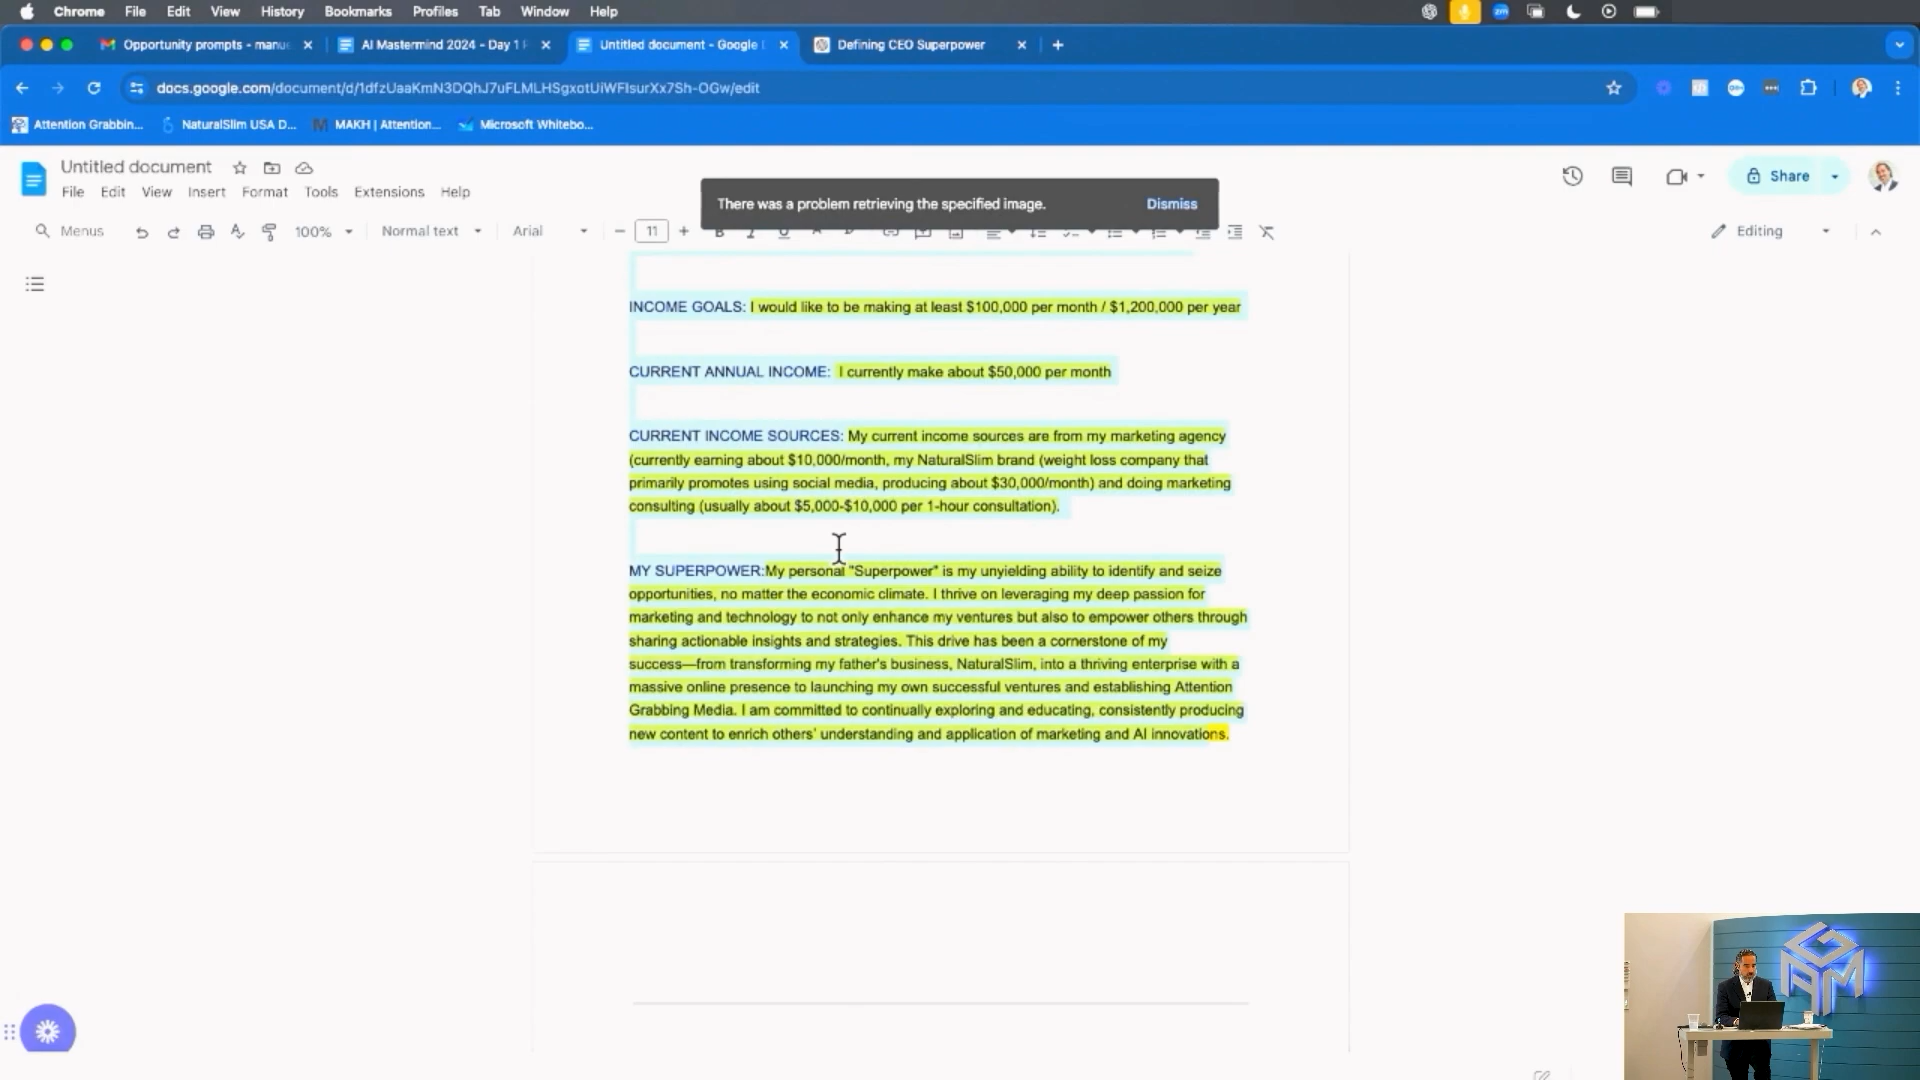 Chrome File Edit View History Bookmarks Profiles Tab Window Help
Opportunity prompts - manue
AI Mastermind 2024 - Day 1
Untitled document - Google
Defining CEO Superpower
docs.google.com/document/d/1dfzUaaKmN3DQhJ7uFLMLHSgxotUiWFIsurXx7Sh-OGw/edit
Attention Grabbin... NaturalSlim USA D... MAKH | Attention... Microsoft Whitebo...
Untitled document
File Edit View Insert Format Tools Extensions Help
Share
There was a problem retrieving the specified image. Dismiss
Menus 100% Normal text Arial 11 Editing
INCOME GOALS: I would like to be making at least $100,000 per month / $1,200,000 per year
CURRENT ANNUAL INCOME: I currently make about $50,000 per month
CURRENT INCOME SOURCES: My current income sources are from my marketing agency
(currently earning about $10,000/month, my NaturalSlim brand (weight loss company that
primarily promotes using social media, producing about $30,000/month) and doing marketing
consulting (usually about $5,000-$10,000 per 1-hour consultation).
MY SUPERPOWER:My personal "Superpower" is my unyielding ability to identify and seize
opportunities, no matter the economic climate. I thrive on leveraging my deep passion for
marketing and technology to not only enhance my ventures but also to empower others through
sharing actionable insights and strategies. This drive has been a cornerstone of my
success—from transforming my father's business, NaturalSlim, into a thriving enterprise with a
massive online presence to launching my own successful ventures and establishing Attention
Grabbing Media. I am committed to continually exploring and educating, consistently producing
new content to enrich others' understanding and application of marketing and AI innovations.